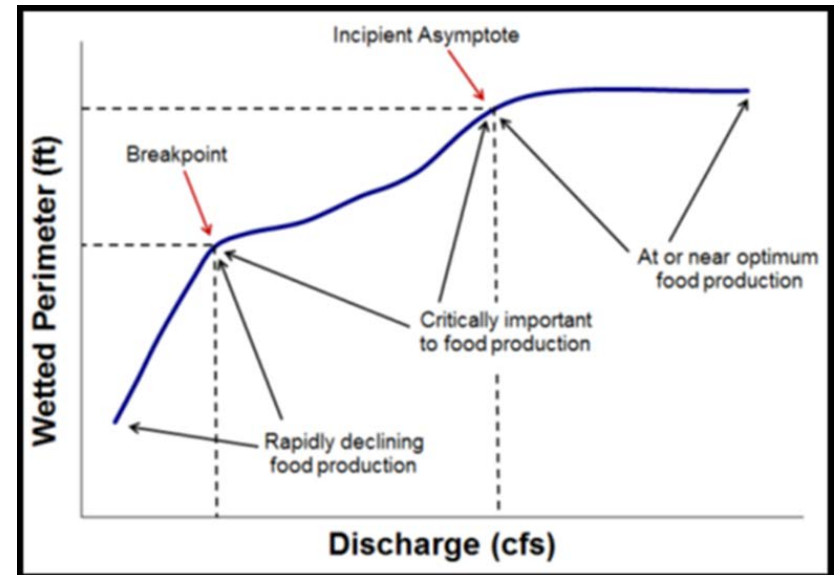 Incipient Asymptote
Breakpoint
Wetted Perimeter (ft)
At or near optimum
food production
Critically important
to food production
Rapidly declining
food production
Discharge (cfs)